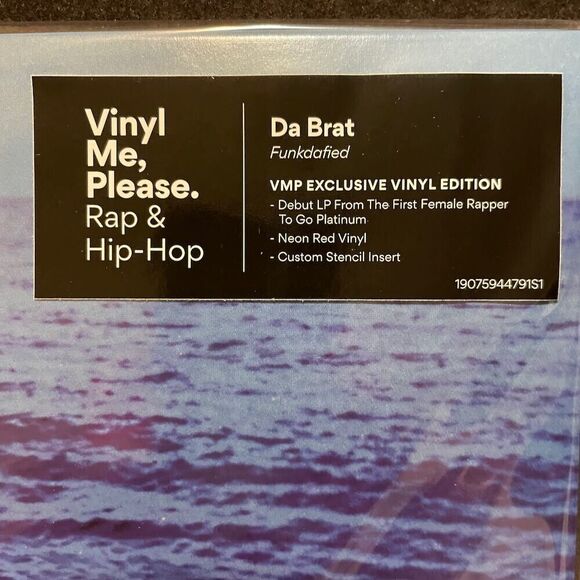 Vinyl
Me,
Please.
Rap &
Hip-Hop
Da Brat
Funkdafied
VMP EXCLUSIVE VINYL EDITION
- Debut LP From The First Female Rapper
To Go Platinum
- Neon Red Vinyl
- Custom Stencil Insert
19075944791S1